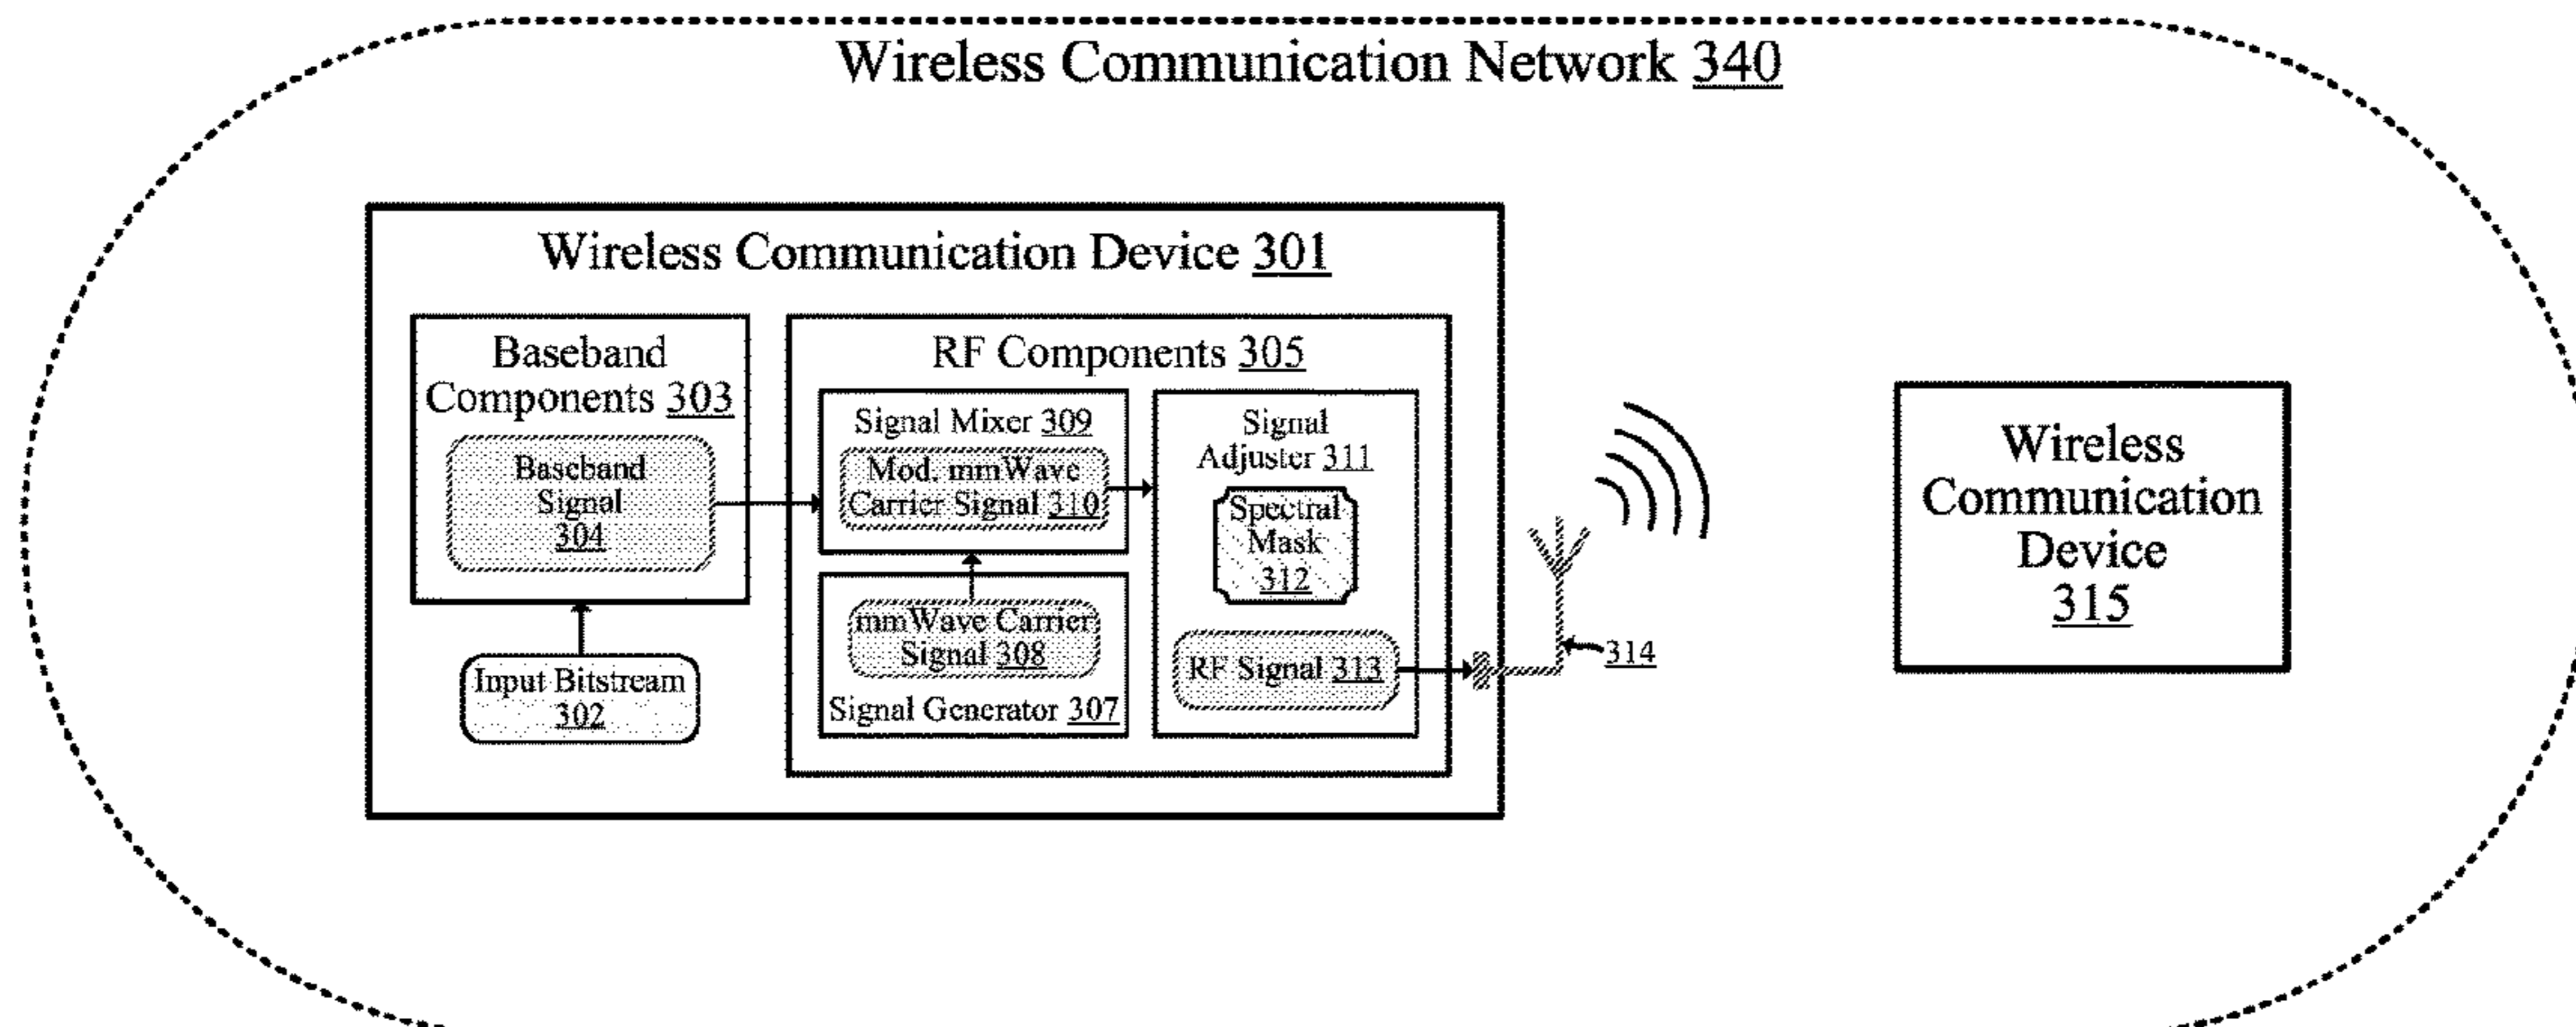 Wireless Communication Network 340
Wireless Communication Device 301
Baseband
Components 303
Baseband
Signal
304
Input Bitstream
302
RF Components 305
Signal Mixer 309
Mod. mmWave
Carrier Signal 310
mmWave Carrier
Signal 308
Signal Generator 307
Signal
Adjuster 311
Spectral
Mask
312
RF Signal 313
314
Wireless
Communication
Device
315